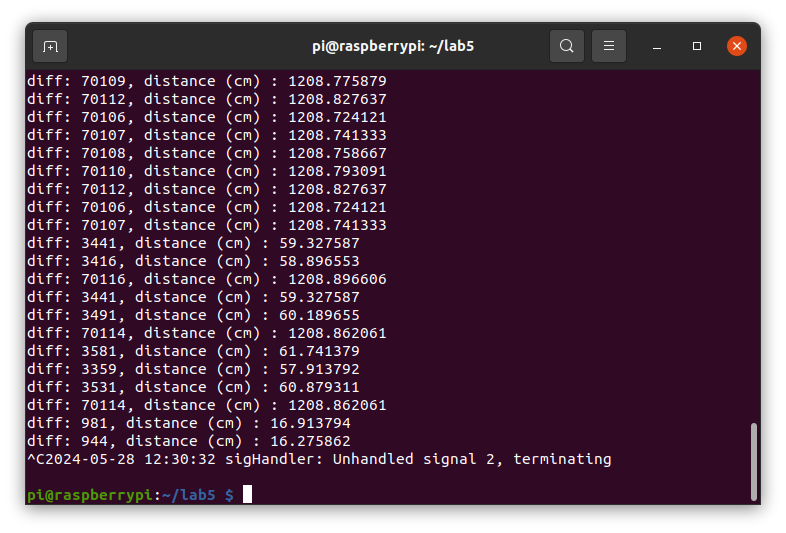 pi@raspberrypi: ~/lab5
diff: 70109, distance (cm) : 1208.775879
diff: 70112, distance (cm) : 1208.827637
diff: 70106, distance (cm) : 1208.724121
diff: 70107, distance (cm) : 1208.741333
diff: 70108, distance (cm) : 1208.758667
diff: 70110, distance (cm) : 1208.793091
diff: 70112, distance (cm) : 1208.827637
diff: 70106, distance (cm) : 1208.724121
diff: 70107, distance (cm) : 1208.741333
diff: 3441, distance (cm) : 59.327587
diff: 3416, distance (cm) : 58.896553
diff: 70116, distance (cm) : 1208.896606
diff: 3441, distance (cm) : 59.327587
diff: 3491, distance (cm) : 60.189655
diff: 70114, distance (cm) : 1208.862061
diff: 3581, distance (cm) : 61.741379
diff: 3359, distance (cm) : 57.913792
diff: 3531, distance (cm) : 60.879311
diff: 70114, distance (cm) : 1208.862061
diff: 981, distance (cm) : 16.913794
diff: 944, distance (cm) : 16.275862
^C2024-05-28 12:30:32 sigHandler: Unhandled signal 2, terminating
pi@raspberrypi:~/lab5 $